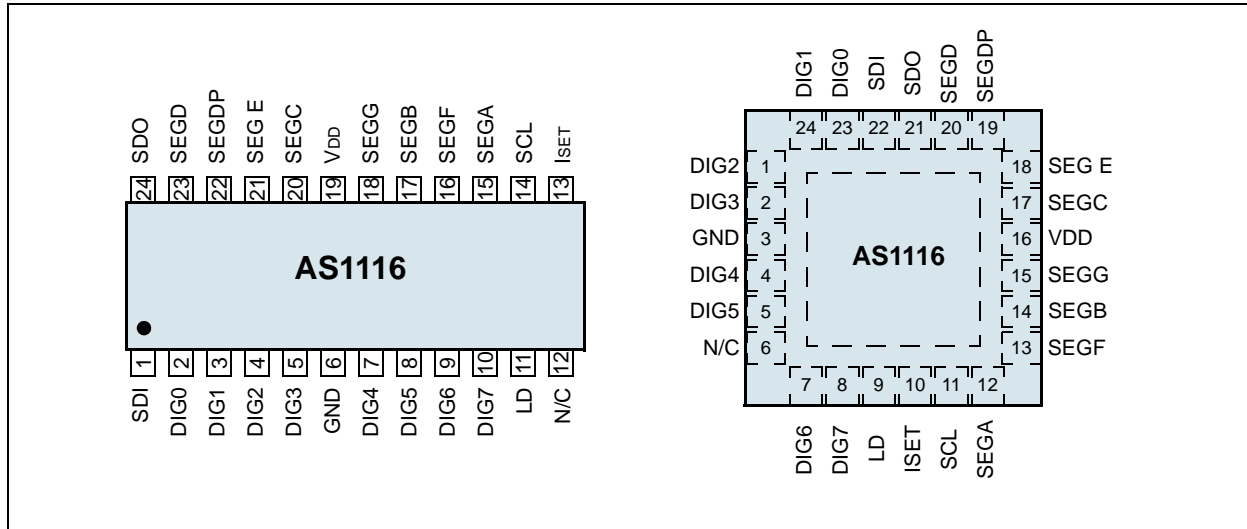 SDO SEGD SEGDP SEG E SEGC VDD SEGG SEGB SEGF SEGA SCL ISET
24 23 22 21 20 19 18 17 16 15 14 13
AS1116
1 2 3 4 5 6 7 8 9 10 11 12
SDI DIG0 DIG1 DIG2 DIG3 GND DIG4 DIG5 DIG6 DIG7 LD N/C
DIG1 DIG0 SDI SDO SEGD SEGDP
24 23 22 21 20 19
DIG2 1 18 SEG E
DIG3 2 17 SEGC
GND 3 16 VDD
AS1116
DIG4 4 15 SEGG
DIG5 5 14 SEGB
N/C 6 13 SEGF
7 8 9 10 11 12
DIG6 DIG7 LD ISET SCL SEGA